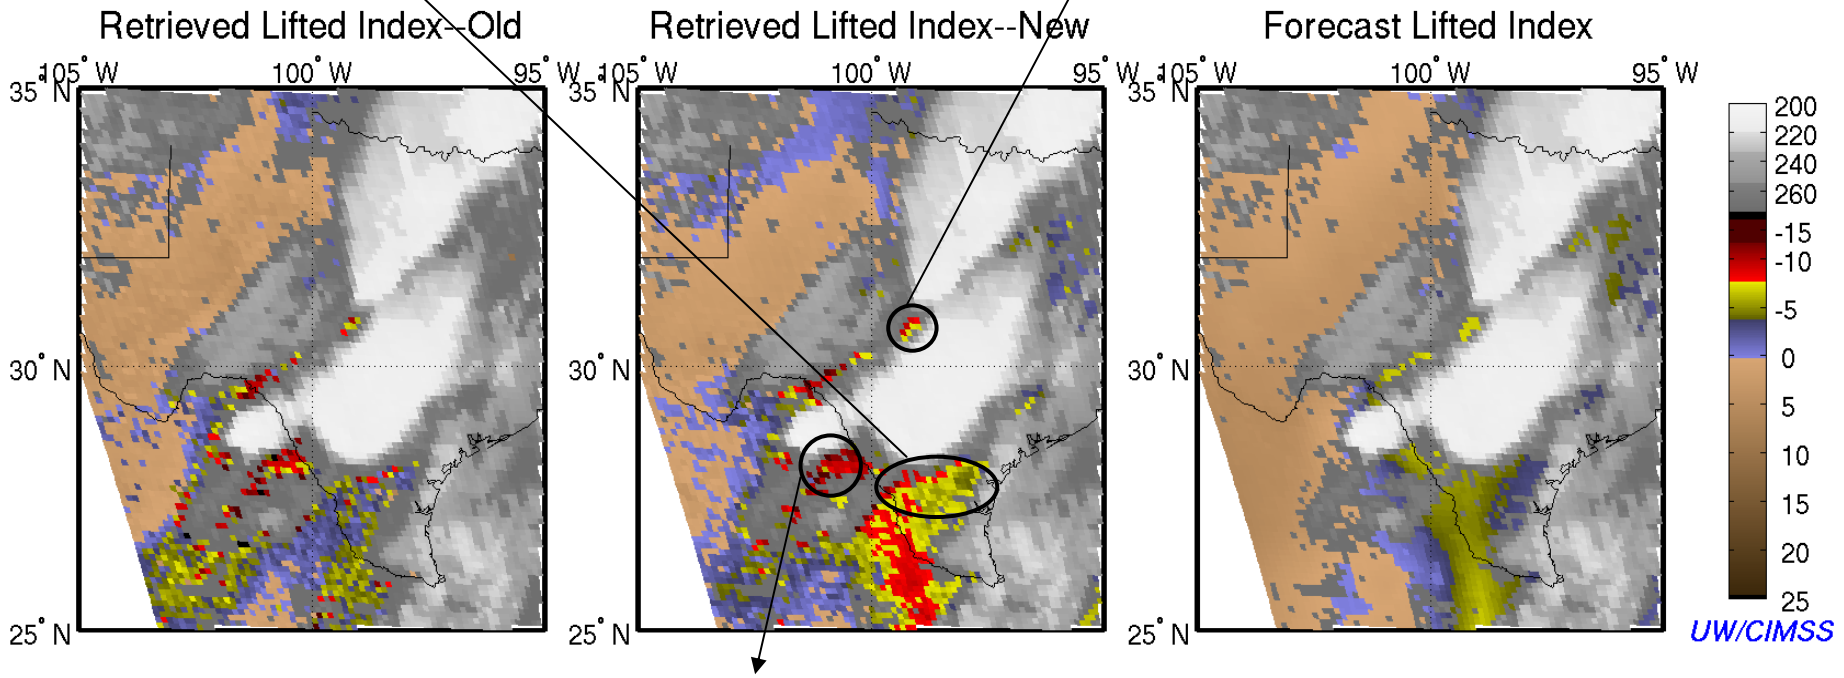 Retrieved Lifted Index--Old
Retrieved Lifted Index--New
Forecast Lifted Index
105° W 100° W 95° W
105° W 100° W 95° W
105° W 100° W 95° W
35° N
35° N
35° N
30° N
30° N
30° N
25° N
25° N
25° N
200
220
240
260
-15
-10
-5
0
5
10
15
20
25
UW/CIMSS